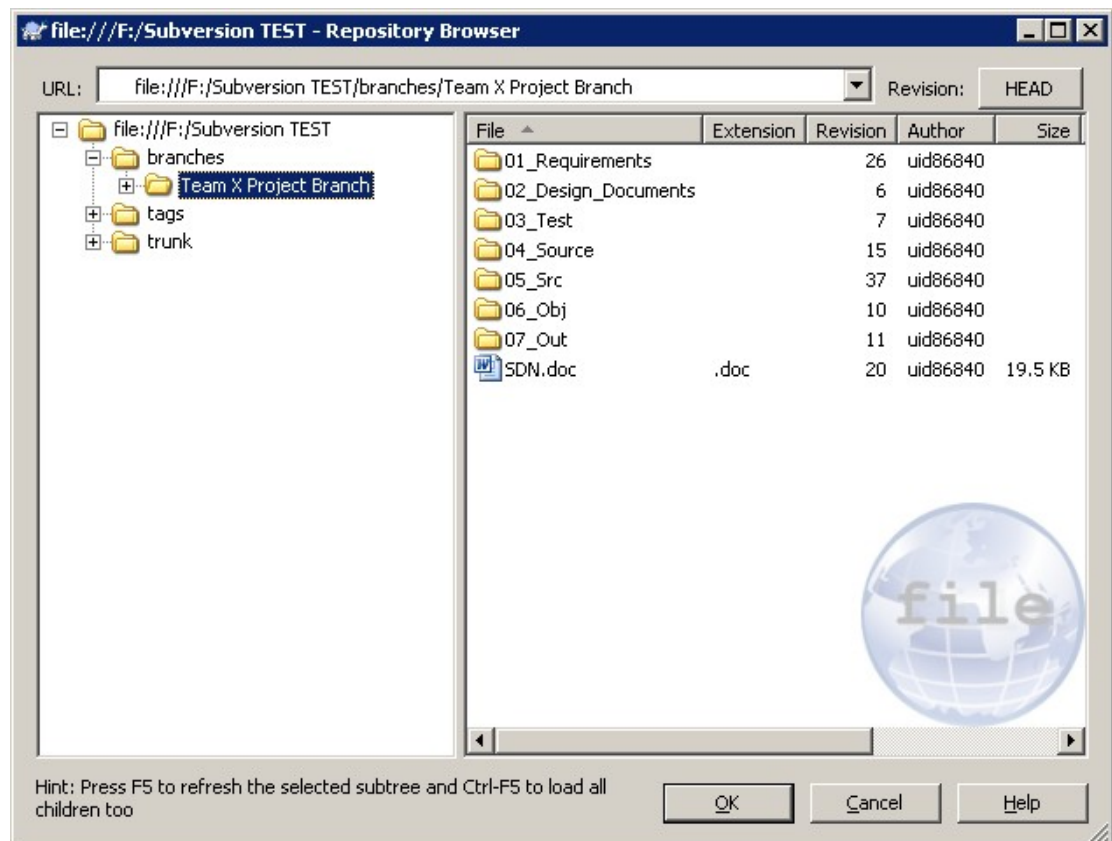 file:///F:/Subversion TEST - Repository Browser
URL: file:///F:/Subversion TEST/branches/Team X Project Branch Revision: HEAD
file:///F:/Subversion TEST
branches
Team X Project Branch
tags
trunk
File Extension Revision Author Size
01_Requirements 26 uid86840
02_Design_Documents 6 uid86840
03_Test 7 uid86840
04_Source 15 uid86840
05_Src 37 uid86840
06_Obj 10 uid86840
07_Out 11 uid86840
SDN.doc .doc 20 uid86840 19.5 KB
file
Hint: Press F5 to refresh the selected subtree and Ctrl-F5 to load all
children too
OK Cancel Help